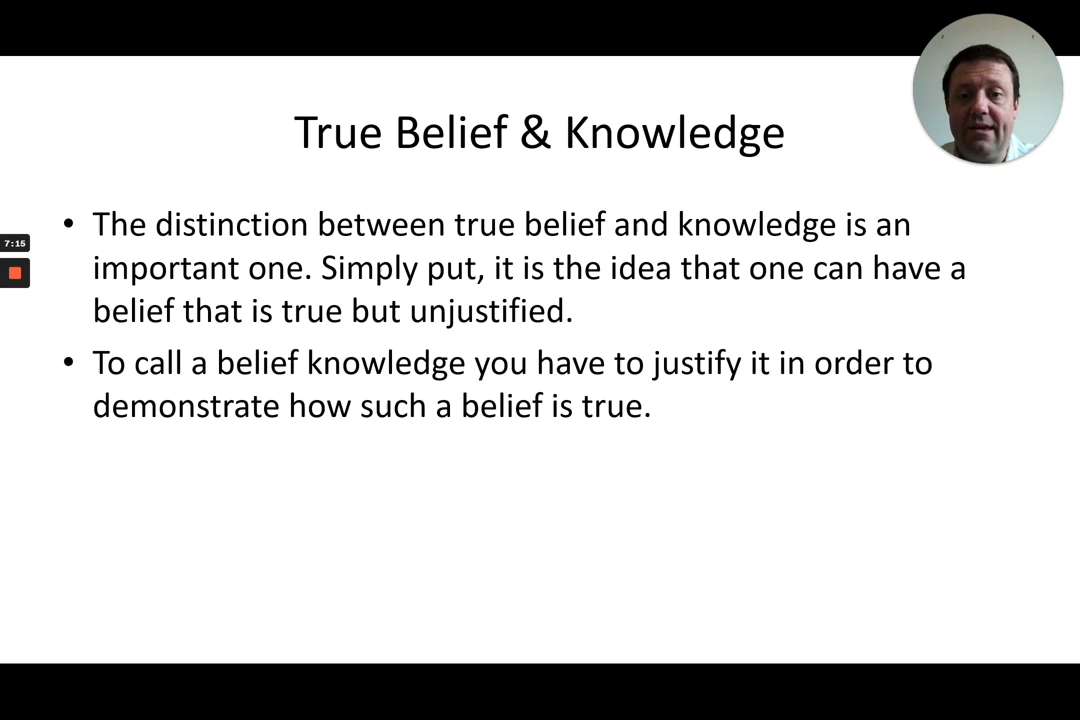 True Belief & Knowledge
• The distinction between true belief and knowledge is an
important one. Simply put, it is the idea that one can have a
belief that is true but unjustified.
• To call a belief knowledge you have to justify it in order to
demonstrate how such a belief is true.
7:15